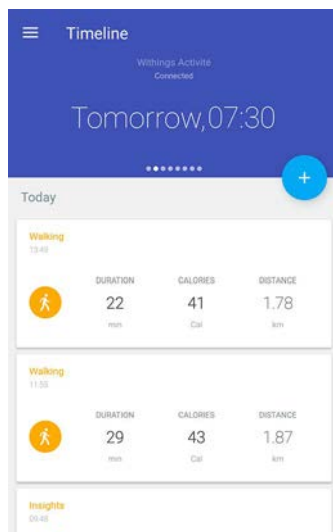 Timeline
Withings Activité
Connected
Tomorrow,07:30
+
Today
Walking
13:49
DURATION CALORIES DISTANCE
22 41 1.78
min Cal km
Walking
11:59
DURATION CALORIES DISTANCE
29 43 1.87
min Cal km
Insights
09:48